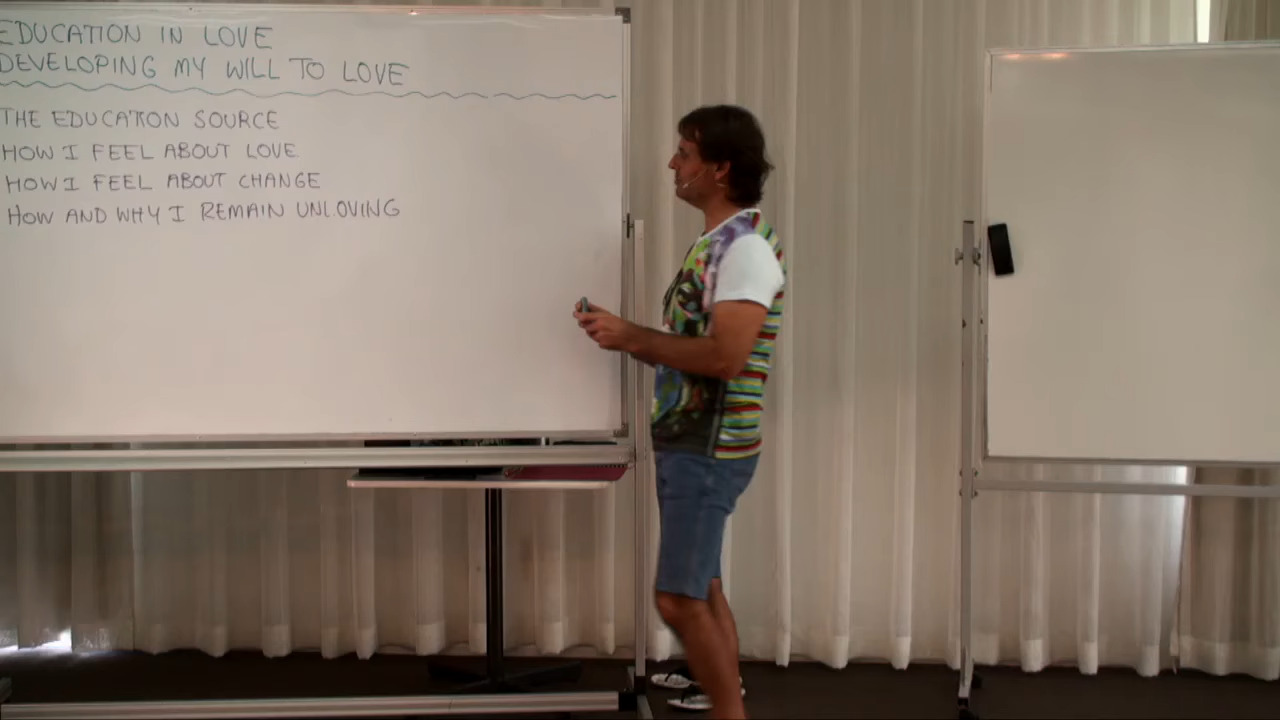 EDUCATION IN LOVE
DEVELOPING MY WILL TO LOVE
THE EDUCATION SOURCE
HOW I FEEL ABOUT LOVE
HOW I FEEL ABOUT CHANGE
HOW AND WHY I REMAIN UNLOVING